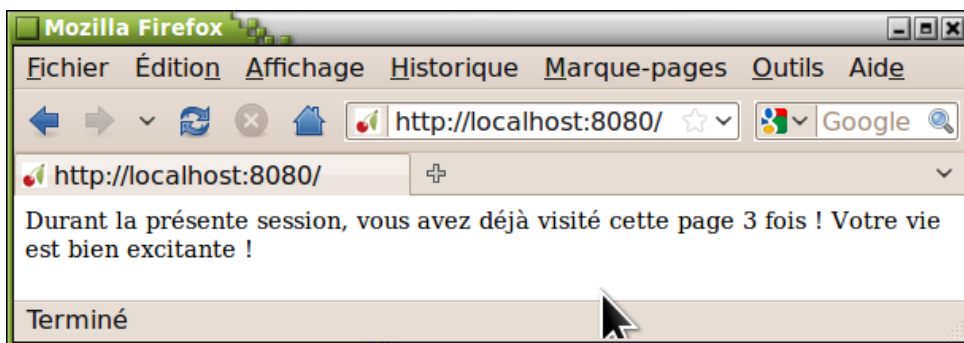 Mozilla Firefox
Fichier Édition Affichage Historique Marque-pages Outils Aide
http://localhost:8080/ Google
http://localhost:8080/
Durant la présente session, vous avez déjà visité cette page 3 fois ! Votre vie
est bien excitante !
Terminé